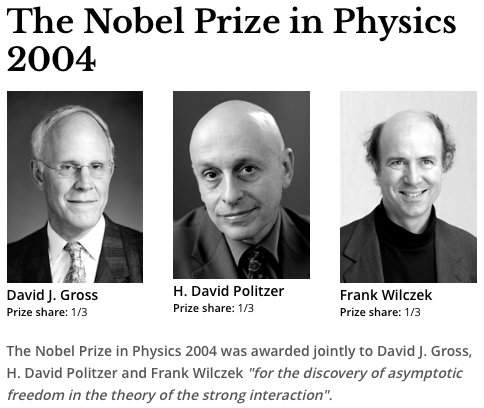 The Nobel Prize in Physics
2004
David J. Gross
Prize share: 1/3
H. David Politzer
Prize share: 1/3
Frank Wilczek
Prize share: 1/3
The Nobel Prize in Physics 2004 was awarded jointly to David J. Gross,
H. David Politzer and Frank Wilczek "for the discovery of asymptotic
freedom in the theory of the strong interaction".